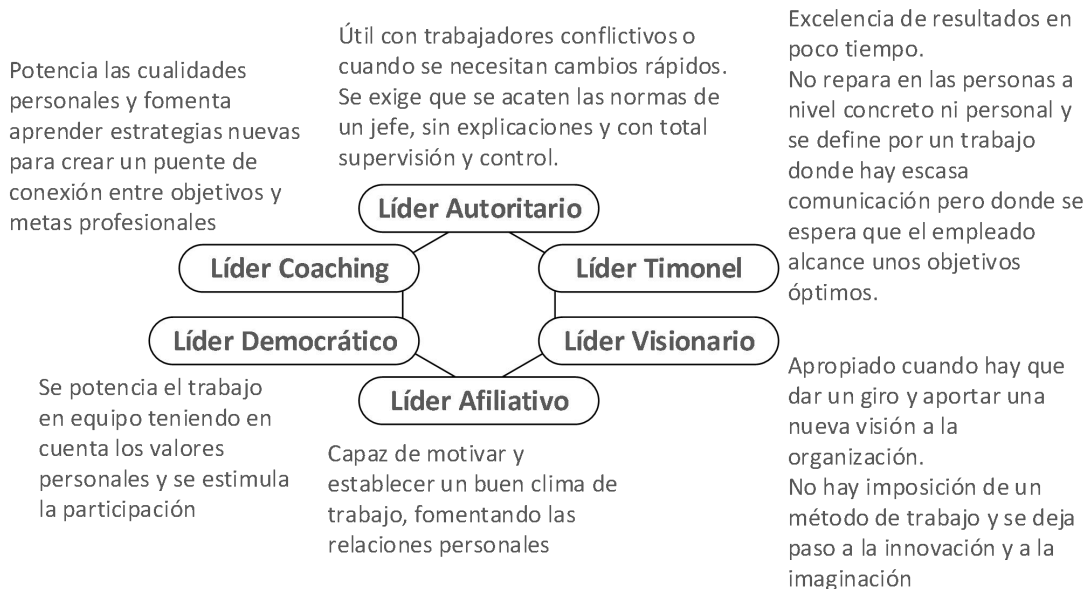 Potencia las cualidades
personales y fomenta
aprender estrategias nuevas
para crear un puente de
conexión entre objetivos y
metas profesionales
Útil con trabajadores conflictivos o
cuando se necesitan cambios rápidos.
Se exige que se acaten las normas de
un jefe, sin explicaciones y con total
supervisión y control.
Excelencia de resultados en
poco tiempo.
No repara en las personas a
nivel concreto ni personal y
se define por un trabajo
donde hay escasa
comunicación pero donde se
espera que el empleado
alcance unos objetivos
óptimos.
Líder Autoritario
Líder Coaching
Líder Timonel
Líder Democrático
Líder Visionario
Líder Afiliativo
Se potencia el trabajo
en equipo teniendo en
cuenta los valores
personales y se estimula
la participación
Capaz de motivar y
establecer un buen clima de
trabajo, fomentando las
relaciones personales
Apropiado cuando hay que
dar un giro y aportar una
nueva visión a la
organización.
No hay imposición de un
método de trabajo y se deja
paso a la innovación y a la
imaginación